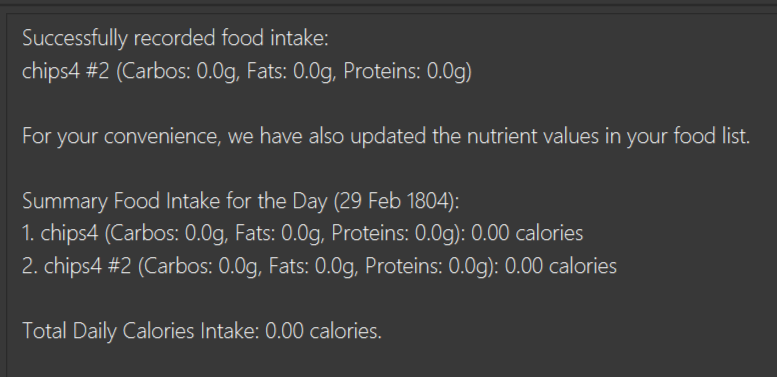 Successfully recorded food intake:
chips4 #2 (Carbos: 0.0g, Fats: 0.0g, Proteins: 0.0g)
For your convenience, we have also updated the nutrient values in your food list.
Summary Food Intake for the Day (29 Feb 1804):
1. chips4 (Carbos: 0.0g, Fats: 0.0g, Proteins: 0.0g): 0.00 calories
2. chips4 #2 (Carbos: 0.0g, Fats: 0.0g, Proteins: 0.0g): 0.00 calories
Total Daily Calories Intake: 0.00 calories.